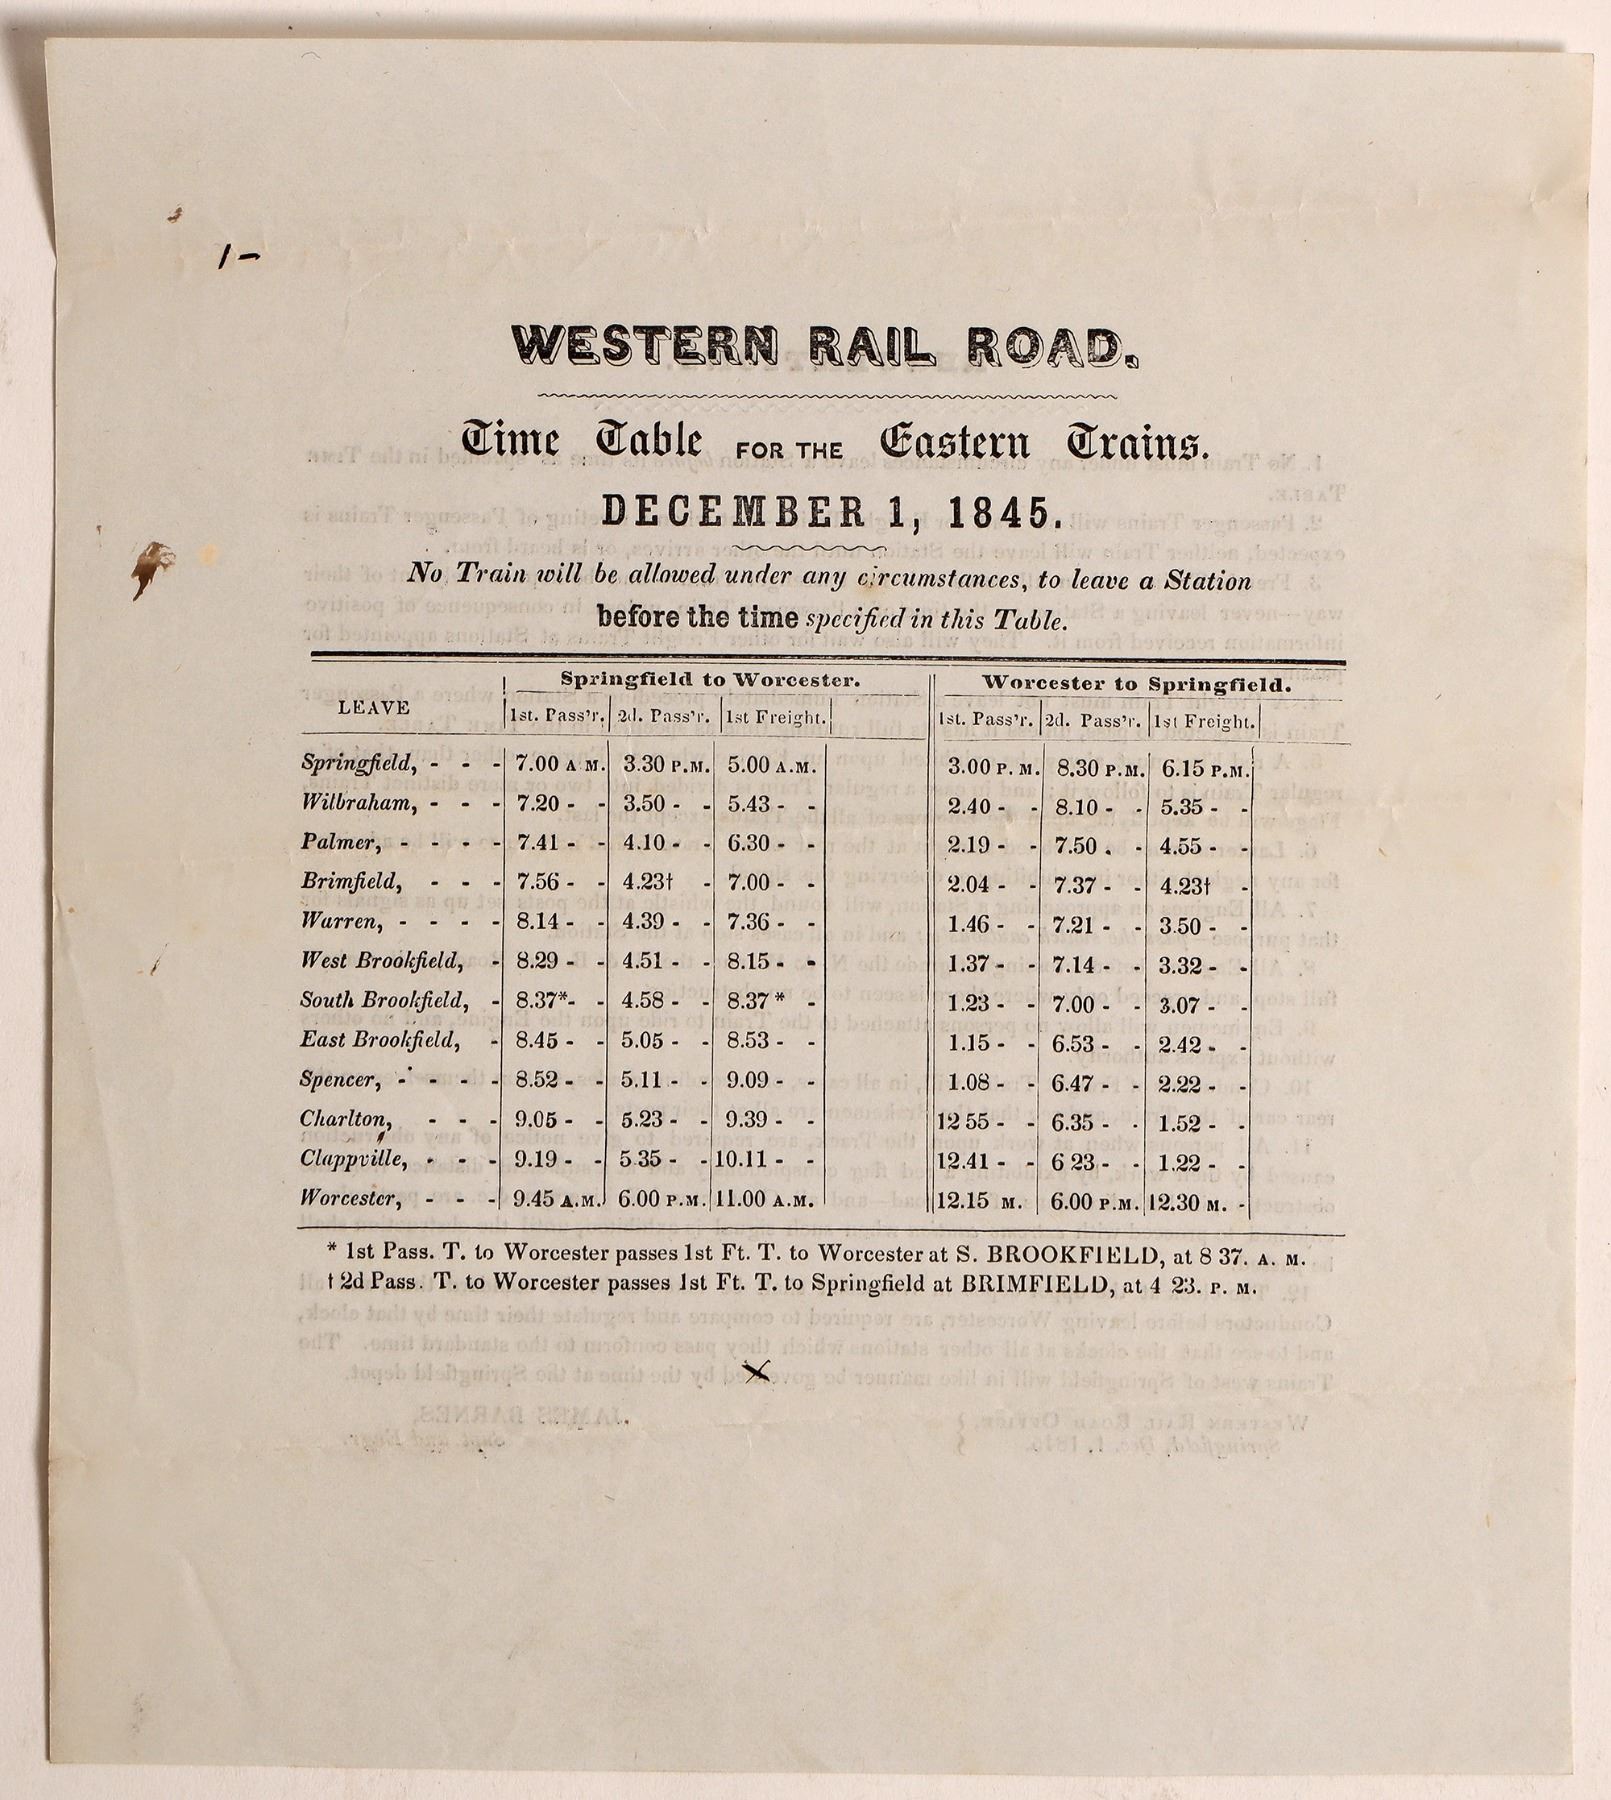 1-
WESTERN RAIL ROAD.
Time Table FOR THE Eastern Trains.
DECEMBER 1, 1845.
No Train will be allowed under any circumstances, to leave a Station
before the time specified in this Table.
LEAVE | Springfield to Worcester. | Worcester to Springfield.
1st. Pass'r. | 2d. Pass'r. | 1st Freight. | 1st. Pass'r. | 2d. Pass'r. | 1st Freight.
Springfield, - - - 7.00 A M. 3.30 P.M. 5.00 A.M. 3.00 P. M. 8.30 P.M. 6.15 P.M.
Wilbraham, - - - 7.20 - - 3.50 - - 5.43 - - 2.40 - - 8.10 - - 5.35 - -
Palmer, - - - - 7.41 - - 4.10 - - 6.30 - - 2.19 - - 7.50 . - 4.55 - -
Brimfield, - - - 7.56 - - 4.23† - 7.00 - - 2.04 - - 7.37 - - 4.23† -
Warren, - - - - 8.14 - - 4.39 - - 7.36 - - 1.46 - - 7.21 - - 3.50 - -
West Brookfield, - 8.29 - - 4.51 - - 8.15 - - 1.37 - - 7.14 - - 3.32 - -
South Brookfield, - 8.37*- - 4.58 - - 8.37 * - 1.23 - - 7.00 - - 3.07 - -
East Brookfield, - 8.45 - - 5.05 - - 8.53 - - 1.15 - - 6.53 - - 2.42 - -
Spencer, - - - - 8.52 - - 5.11 - - 9.09 - - 1.08 - - 6.47 - - 2.22 - -
Charlton, - - - 9.05 - - 5.23 - - 9.39 - - 12 55 - - 6.35 - - 1.52 - -
Clappville, - - - 9.19 - - 5 35 - - 10.11 - - 12.41 - - 6 23 - - 1.22 - -
Worcester, - - - 9.45 A.M. 6.00 P.M. 11.00 A.M. 12.15 M. 6.00 P.M. 12.30 M. -
* 1st Pass. T. to Worcester passes 1st Ft. T. to Worcester at S. BROOKFIELD, at 8 37. A. M.
† 2d Pass. T. to Worcester passes 1st Ft. T. to Springfield at BRIMFIELD, at 4 23. P. M.
x